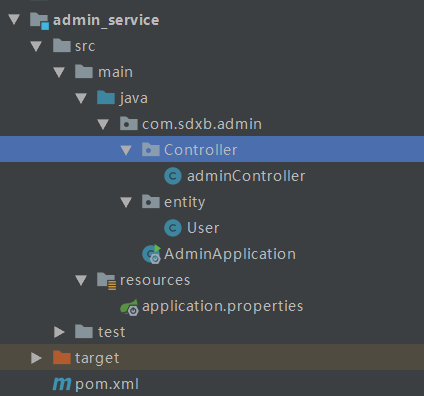 admin_service
src
main
java
com.sdxb.admin
Controller
adminController
entity
User
AdminApplication
resources
application.properties
test
target
pom.xml